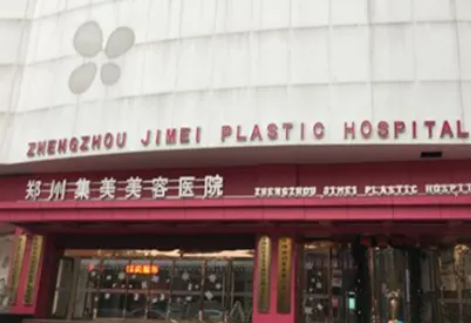 ZHENGZHOU JIMEI PLASTIC HOSPITAL
郑州集美美容医院 ZHENGZHOU JIMEI PLASTIC HOSPIT